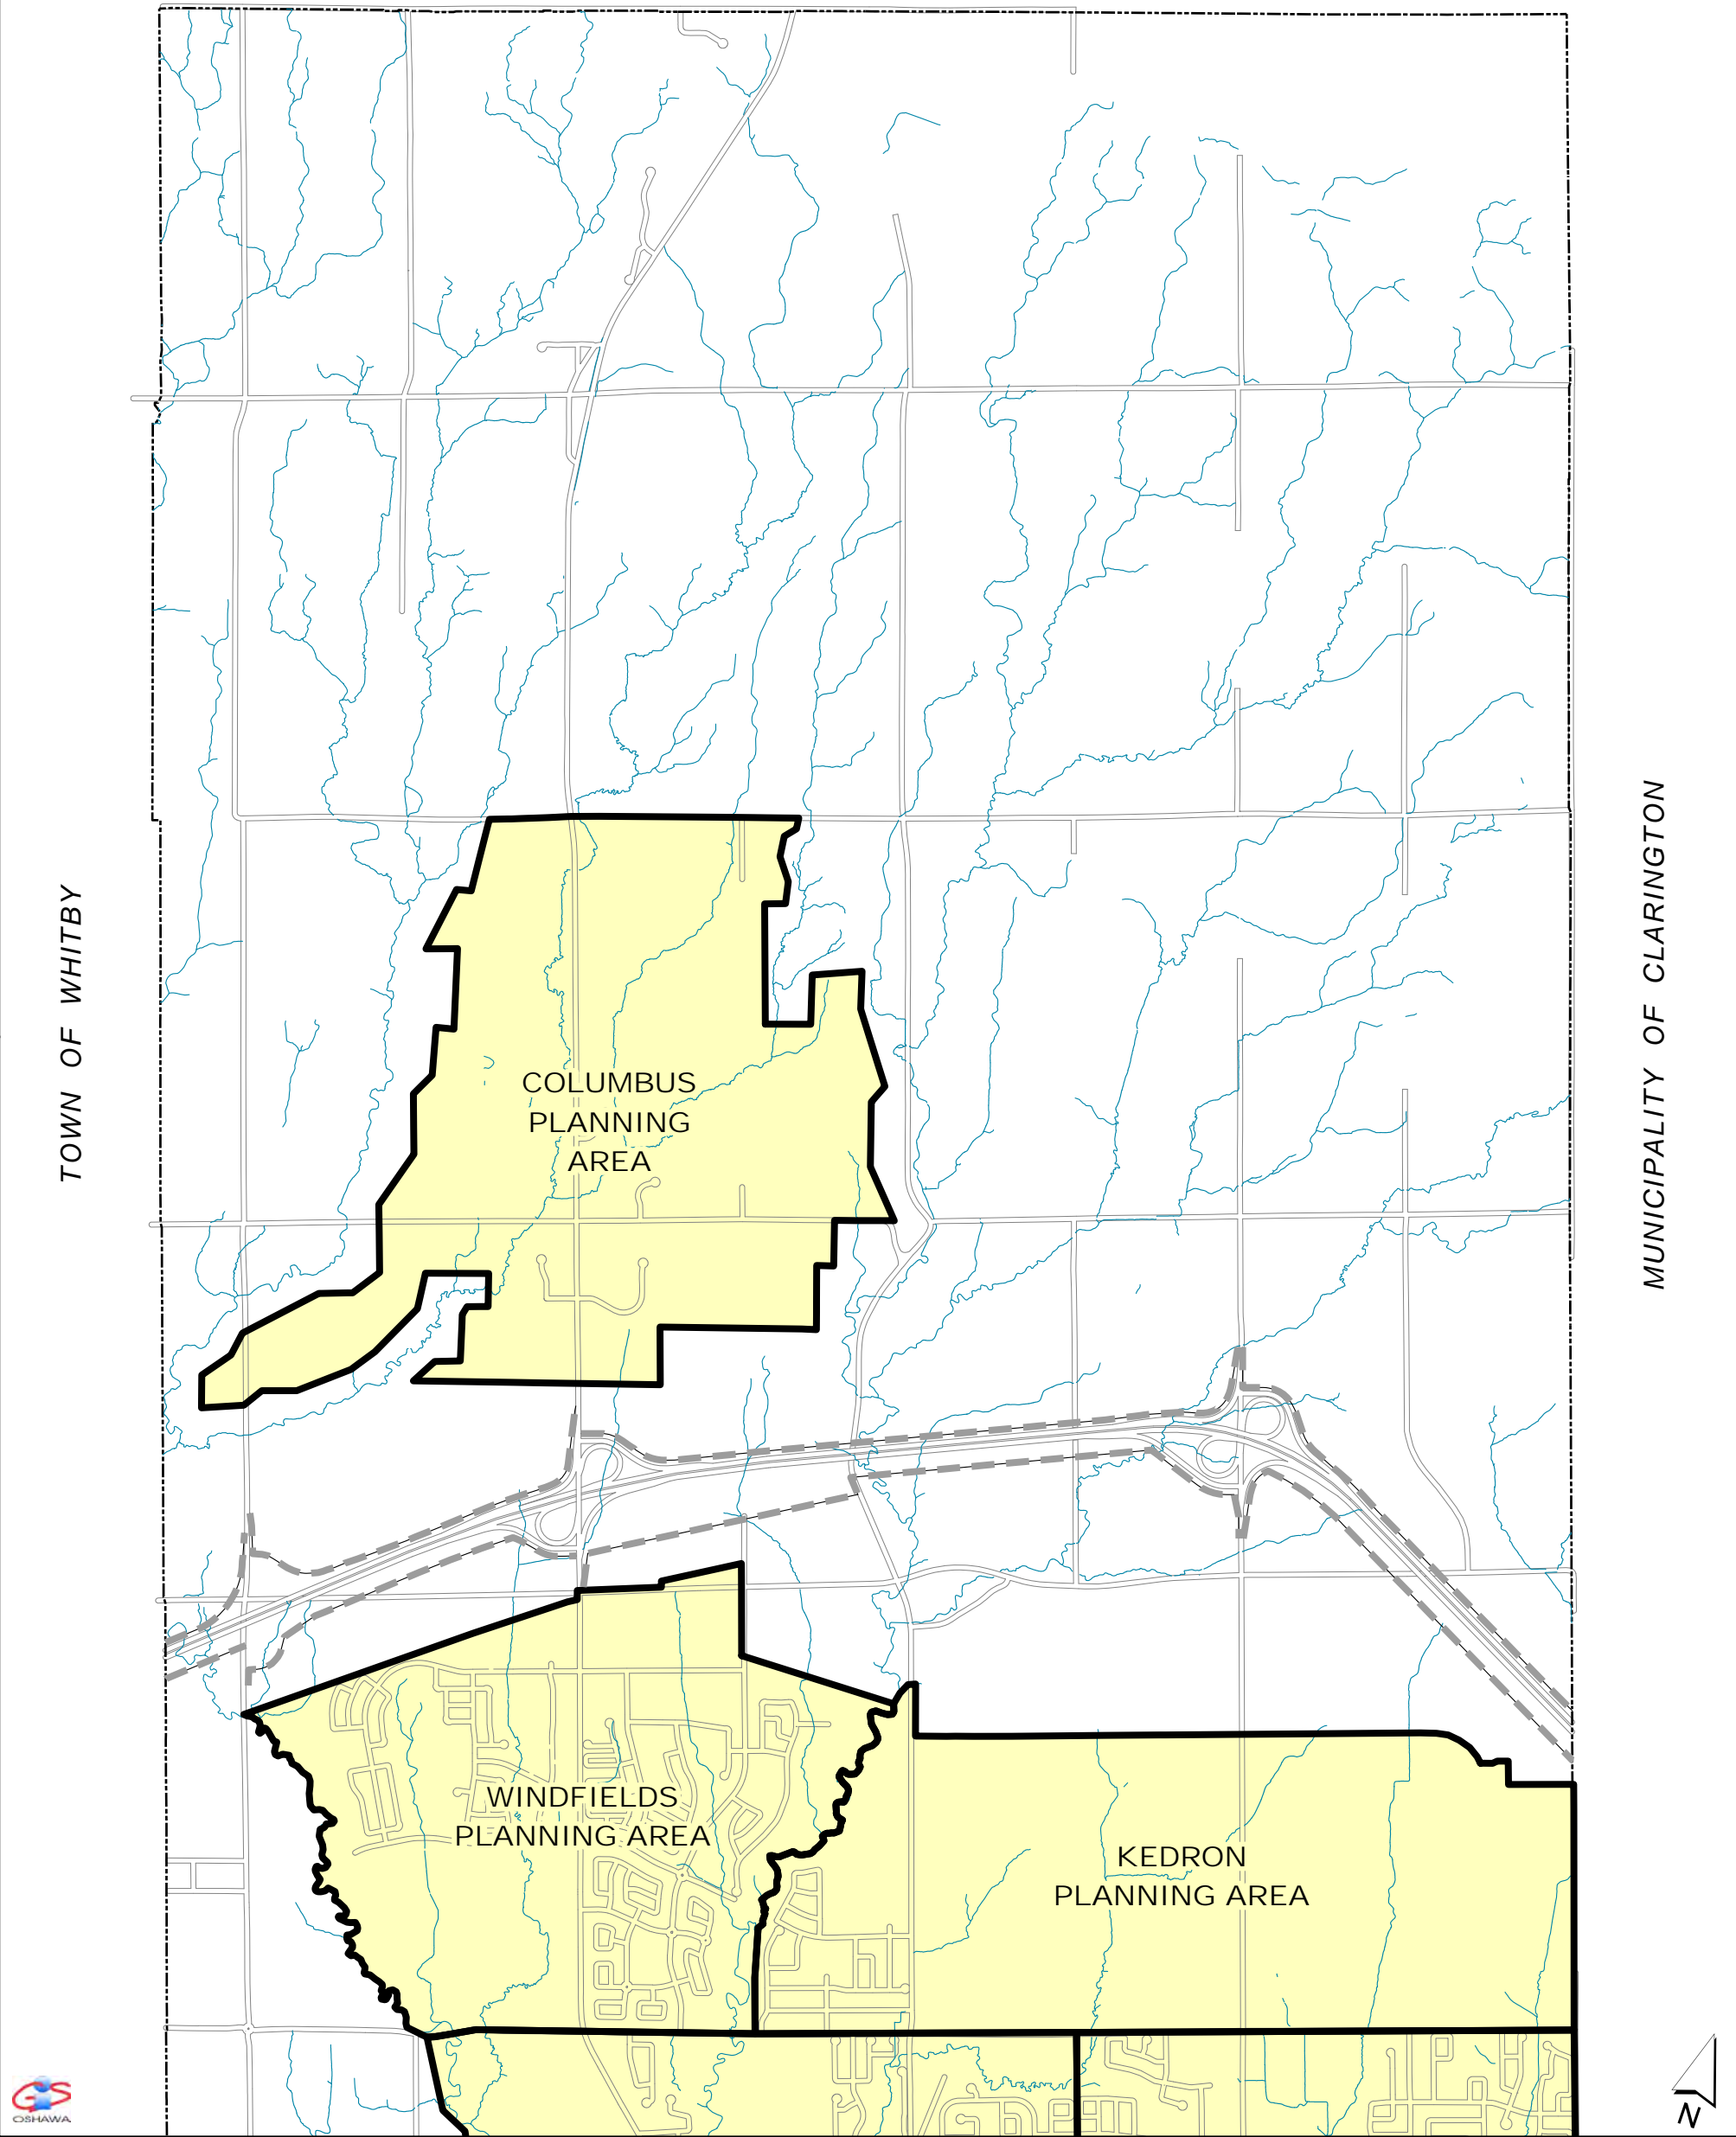 TOWN OF WHITBY
MUNICIPALITY OF CLARINGTON
COLUMBUS
PLANNING
AREA
WINDFIELDS
PLANNING AREA
KEDRON
PLANNING AREA
GIS
OSHAWA
N